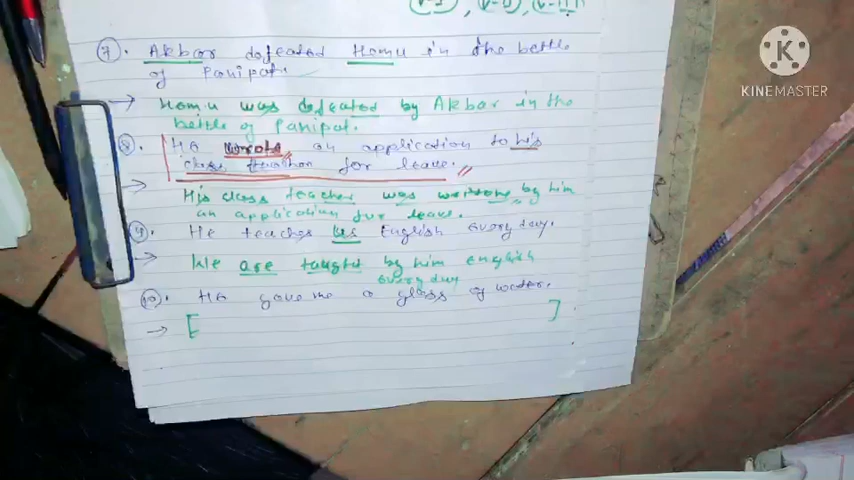 V-I, V-II, V-III
7. Akbar defeated Hemu in the battle
of Panipat.
→ Hemu was defeated by Akbar in the
battle of Panipat.
8. He wrote an application to his
class teacher for leave.
→ His class teacher was written by him
an application for leave.
9. He teaches us English every day.
→ We are taught by him english
every day
10. He gave me a glass of water.
→ [ ]
KINEMASTER